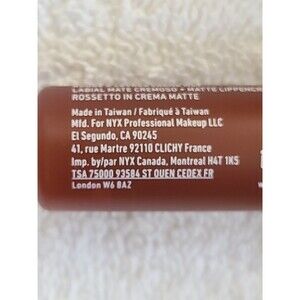 LABIAL MATE CREMOSO • MATTE LIPPENCR
ROSSETTO IN CREMA MATTE
Made in Taiwan / Fabriqué à Taiwan
Mfd. For NYX Professional Makeup LLC
El Segundo, CA 90245
41, rue Martre 92110 CLICHY France
Imp. by/par NYX Canada, Montreal H4T 1K5
TSA 75000 93584 ST OUEN CEDEX FR
London W6 8AZ